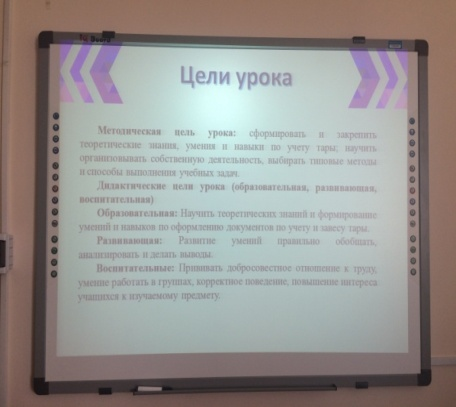 Цели урока
Методическая цель урока: сформировать и закрепить
теоретические знания, умения и навыки по учету тары; научить
организовывать собственную деятельность, выбирать типовые методы
и способы выполнения учебных задач.
Дидактические цели урока (образовательная, развивающая,
воспитательная)
Образовательная: Научить теоретических знаний и формирование
умений и навыков по оформлению документов по учету и завесу тары.
Развивающая: Развитие умений правильно обобщать,
анализировать и делать выводы.
Воспитательные: Прививать добросовестное отношение к труду,
умение работать в группах, корректное поведение, повышение интереса
учащихся к изучаемому предмету.